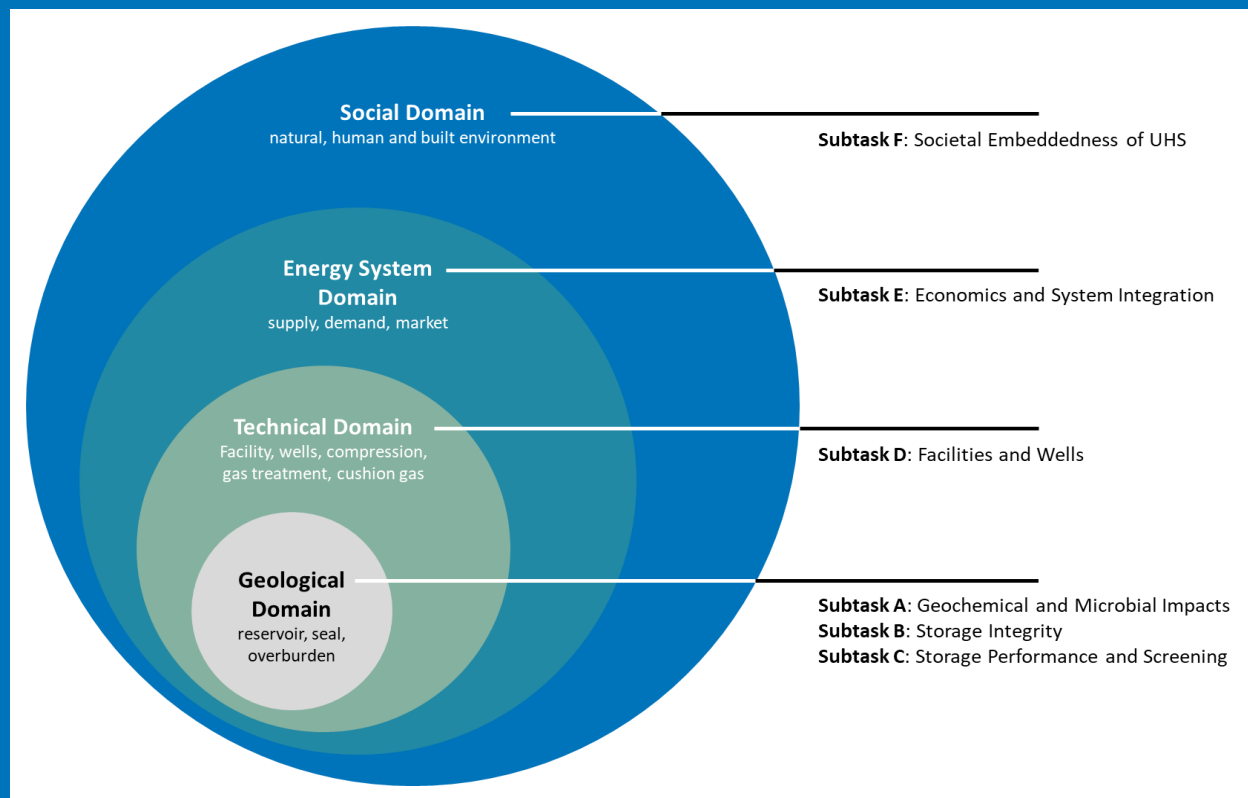 Social Domain
natural, human and built environment
Subtask F: Societal Embeddedness of UHS
Energy System
Domain
supply, demand, market
Subtask E: Economics and System Integration
Technical Domain
Facility, wells, compression,
gas treatment, cushion gas
Subtask D: Facilities and Wells
Geological
Domain
reservoir, seal,
overburden
Subtask A: Geochemical and Microbial Impacts
Subtask B: Storage Integrity
Subtask C: Storage Performance and Screening